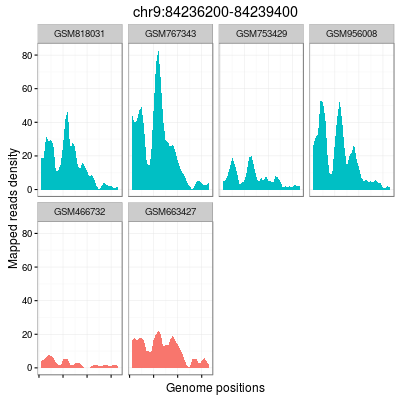 chr9:84236200-84239400
GSM818031 GSM767343 GSM753429 GSM956008
80
60
40
20
0
GSM466732 GSM663427
80
60
40
20
0
Mapped reads density
Genome positions